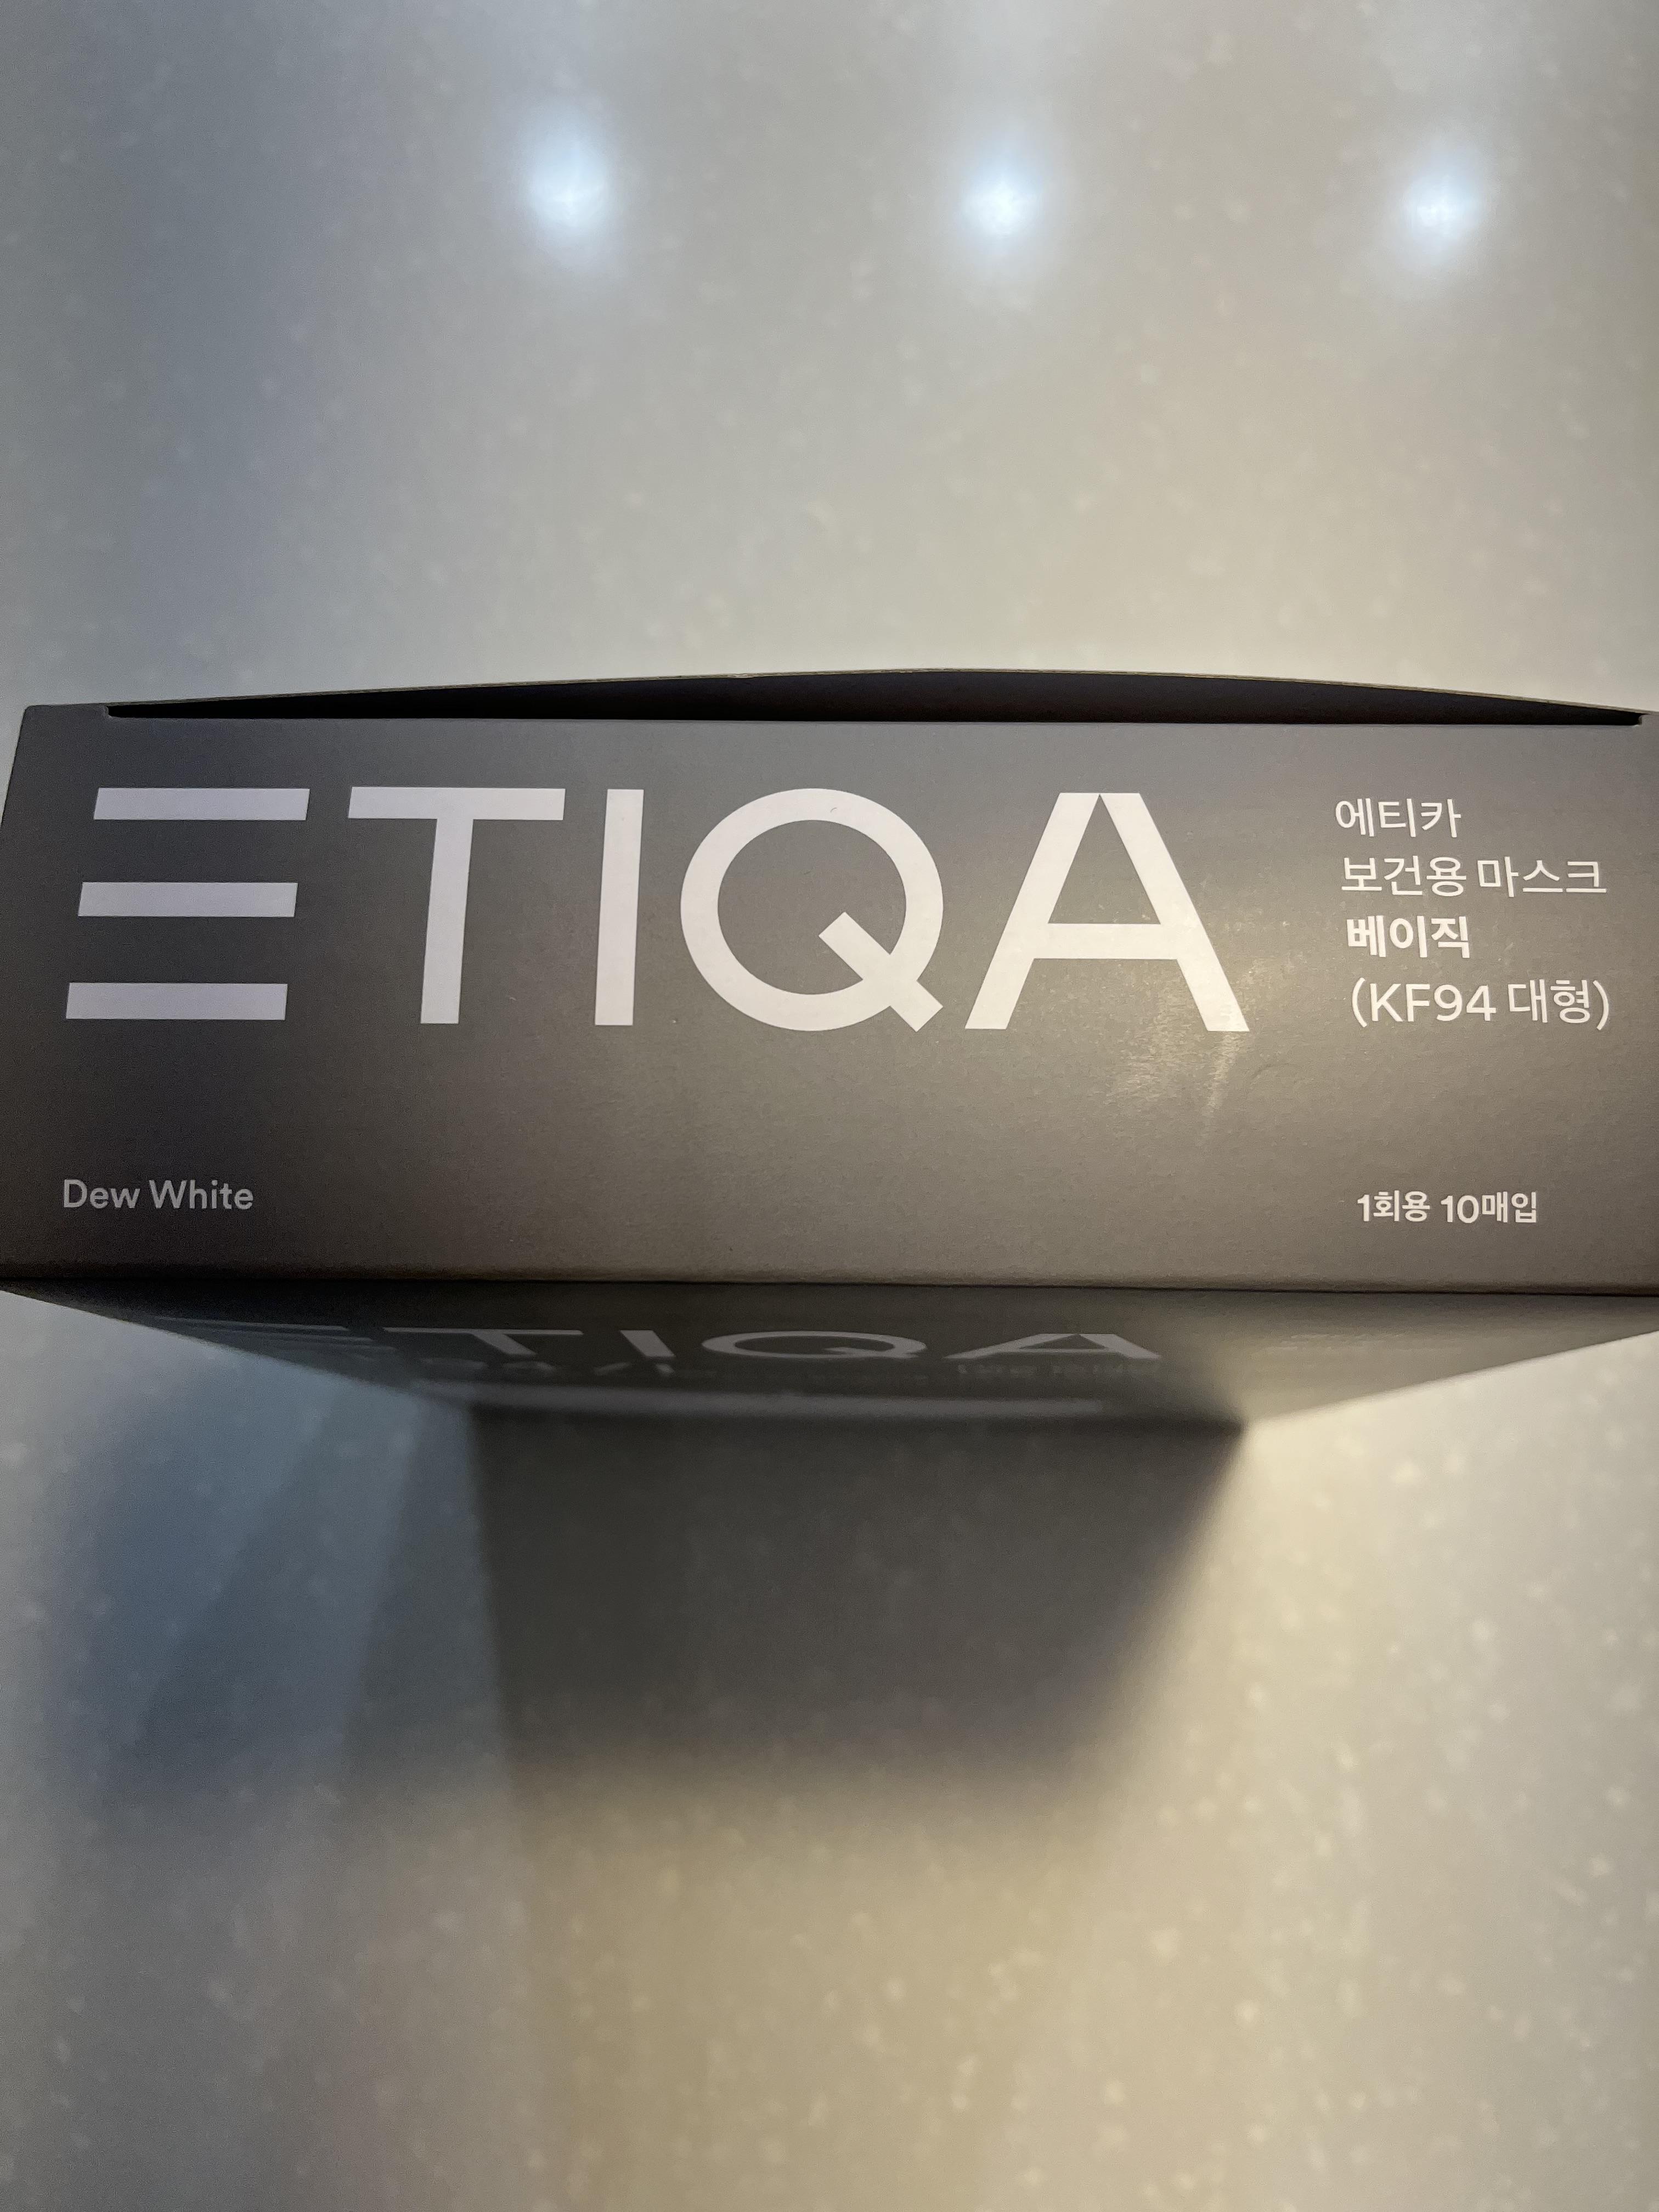 ETIQA
에티카
보건용 마스크
베이직
(KF94 대형)
Dew White
1회용 10매입
ETIQA